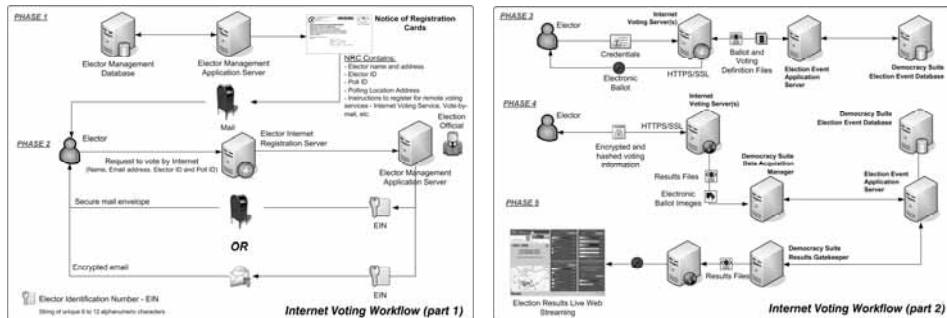 PHASE 1
Notice of Registration
Cards
Elector Management
Database
Elector Management
Application Server
NRC Contains:
- Elector name and address
- Elector ID
- Poll ID
- Polling Location Address
- Instructions to register for remote voting
services - Internet Voting Service, Vote-by-
mail, etc.
Mail
Election
Official
PHASE 2
Elector
Elector Internet
Registration Server
Request to vote by Internet
(Name, Email address, Elector ID and Poll ID)
Elector Management
Application Server
Secure mail envelope
EIN
OR
Encrypted email
EIN
Elector Identification Number - EIN
String of unique 8 to 12 alphanumeric characters
Internet Voting Workflow (part 1)
PHASE 3
Elector
Internet
Voting Server(s)
Credentials
HTTPS/SSL
Electronic
Ballot
Ballot and
Voting
Definition Files
Election Event
Application
Server
Democracy Suite
Election Event Database
PHASE 4
Elector
Internet
Voting Server(s)
HTTPS/SSL
Encrypted and
hashed voting
information
Democracy Suite
Election Event Database
Results Files
Democracy Suite
Data Acquisition
Manager
Electronic
Ballot Images
Election Event
Application
Server
PHASE 5
Democracy Suite
Results Gatekeeper
Results Files
Election Results Live Web
Streaming
Internet Voting Workflow (part 2)